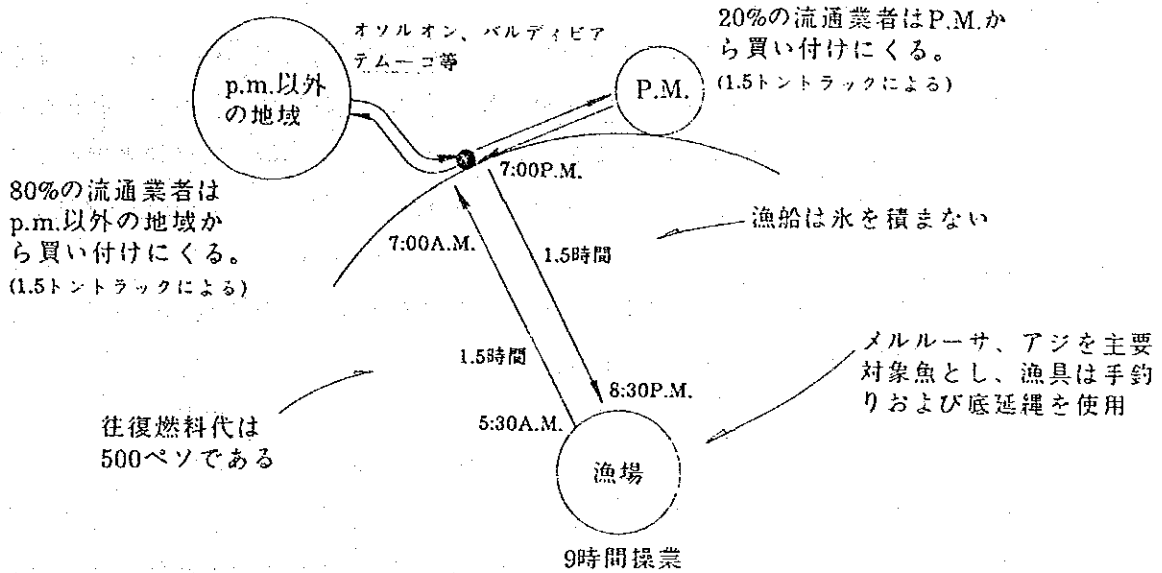 オソルオン、バルディビア
テムーコ等
p.m.以外
の地域
20%の流通業者はP.M.か
ら買い付けにくる。
(1.5トントラックによる)
P.M.
7:00P.M.
80%の流通業者は
p.m.以外の地域か
ら買い付けにくる。
(1.5トントラックによる)
7:00A.M.
1.5時間
漁船は氷を積まない
1.5時間
メルルーサ、アジを主要
対象魚とし、漁具は手釣
りおよび底延縄を使用
8:30P.M.
5:30A.M.
往復燃料代は
500ペソである
漁場
9時間操業